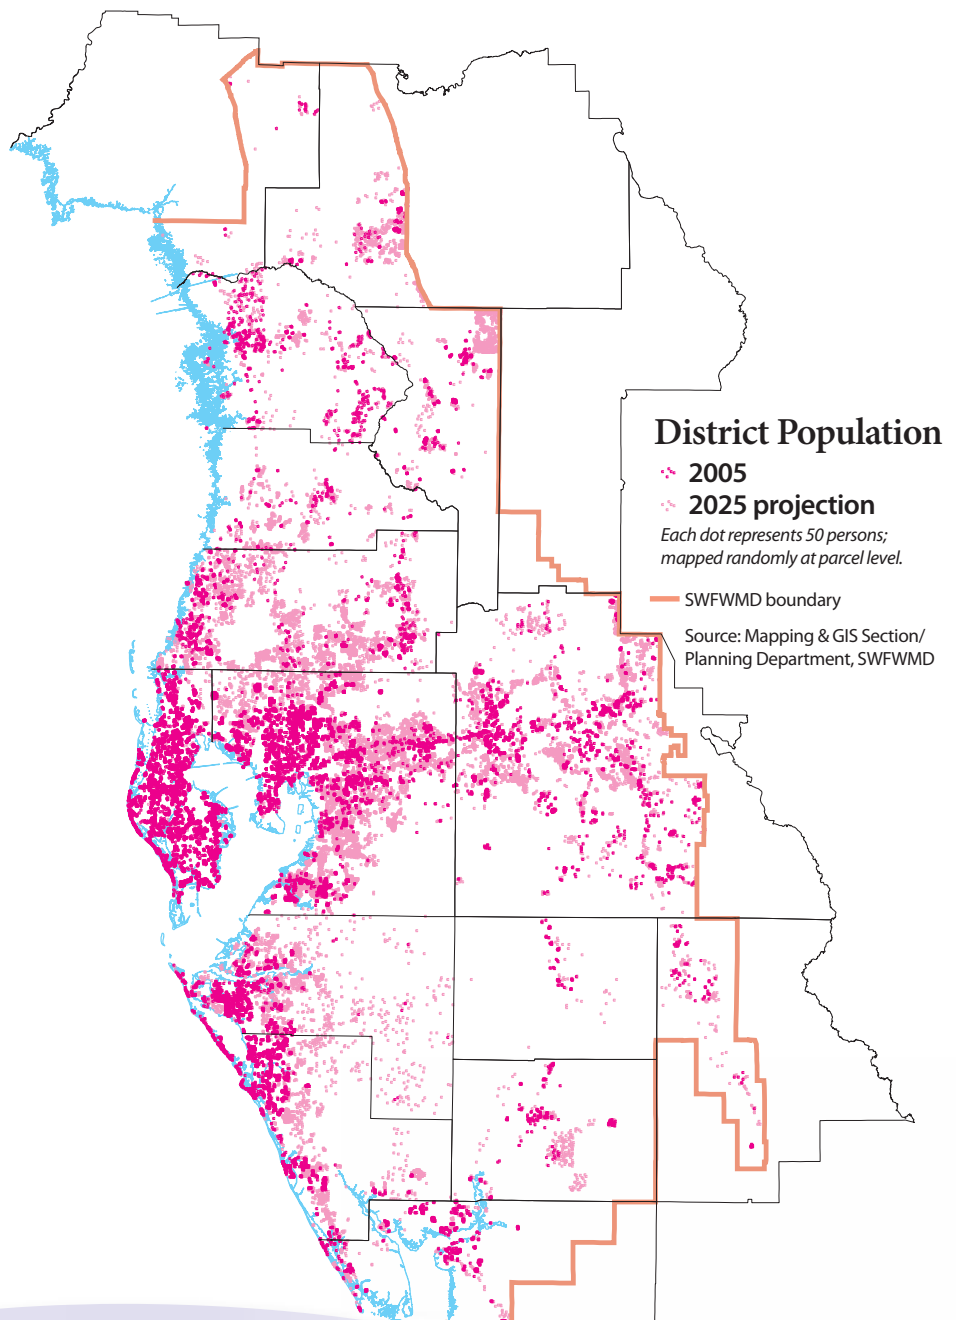 District Population
2005
2025 projection
Each dot represents 50 persons;
mapped randomly at parcel level.
SWFWMD boundary
Source: Mapping & GIS Section/
Planning Department, SWFWMD